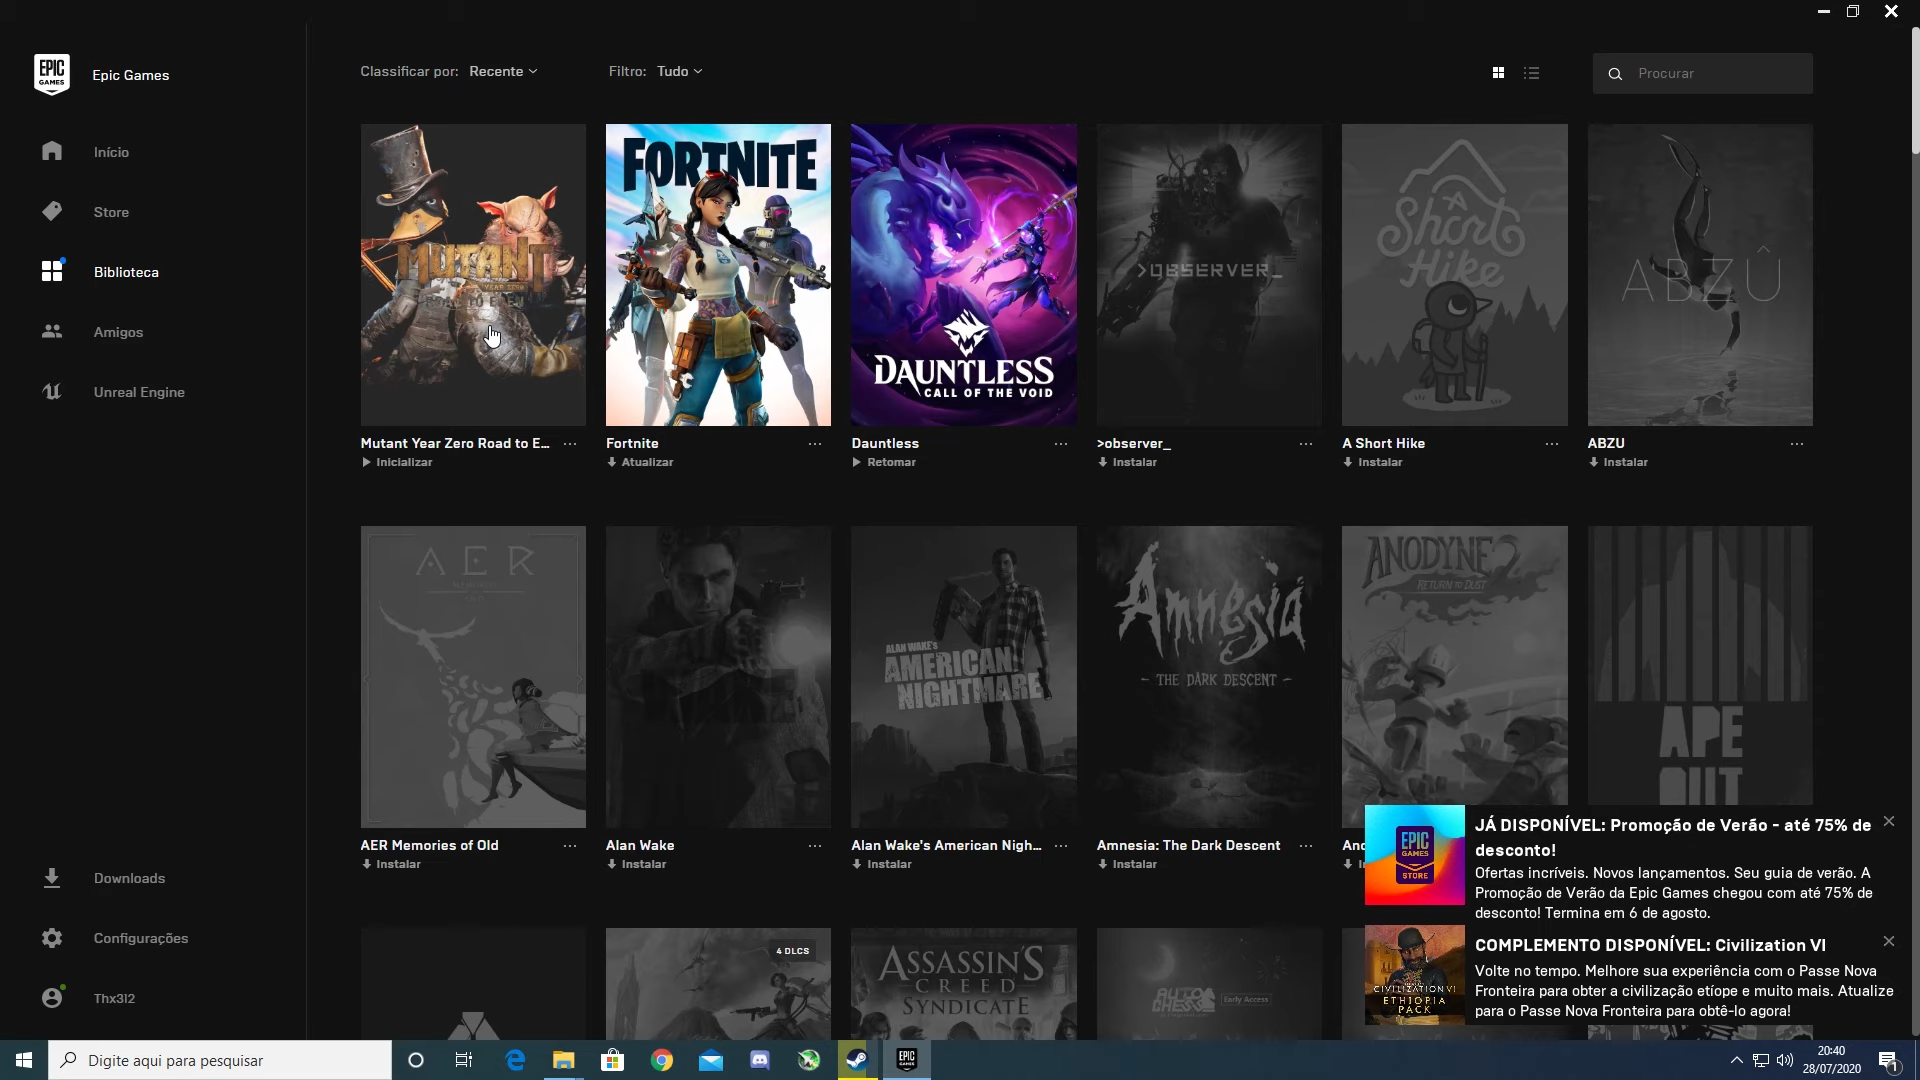 EPIC GAMES
Epic Games
Início
Store
Biblioteca
Amigos
Unreal Engine
Downloads
Configurações
Thx3l2
Classificar por: Recente
Filtro: Tudo
Procurar
MUTANT
YEAR ZERO
FORTNITE
DAUNTLESS
CALL OF THE VOID
>OBSERVER_
A Short Hike
ABZÛ
Mutant Year Zero Road to E...
Inicializar
Fortnite
Atualizar
Dauntless
Retomar
>observer_
Instalar
A Short Hike
Instalar
ABZU
Instalar
AER
ALAN WAKE'S
AMERICAN NIGHTMARE
Amnesia
- THE DARK DESCENT -
ANODYNE 2
RETURN TO DUST
APE OUT
AER Memories of Old
Instalar
Alan Wake
Instalar
Alan Wake's American Nigh...
Instalar
Amnesia: The Dark Descent
Instalar
4 DLCS
ASSASSIN'S CREED
SYNDICATE
AUTO CHESS
Early Access
EPIC GAMES STORE
JÁ DISPONÍVEL: Promoção de Verão - até 75% de
desconto!
Ofertas incríveis. Novos lançamentos. Seu guia de verão. A
Promoção de Verão da Epic Games chegou com até 75% de
desconto! Termina em 6 de agosto.
CIVILIZATION VI
ETHIOPIA
PACK
COMPLEMENTO DISPONÍVEL: Civilization VI
Volte no tempo. Melhore sua experiência com o Passe Nova
Fronteira para obter a civilização etíope e muito mais. Atualize
para o Passe Nova Fronteira para obtê-lo agora!
Digite aqui para pesquisar
EPIC GAMES
20:40
28/07/2020
1